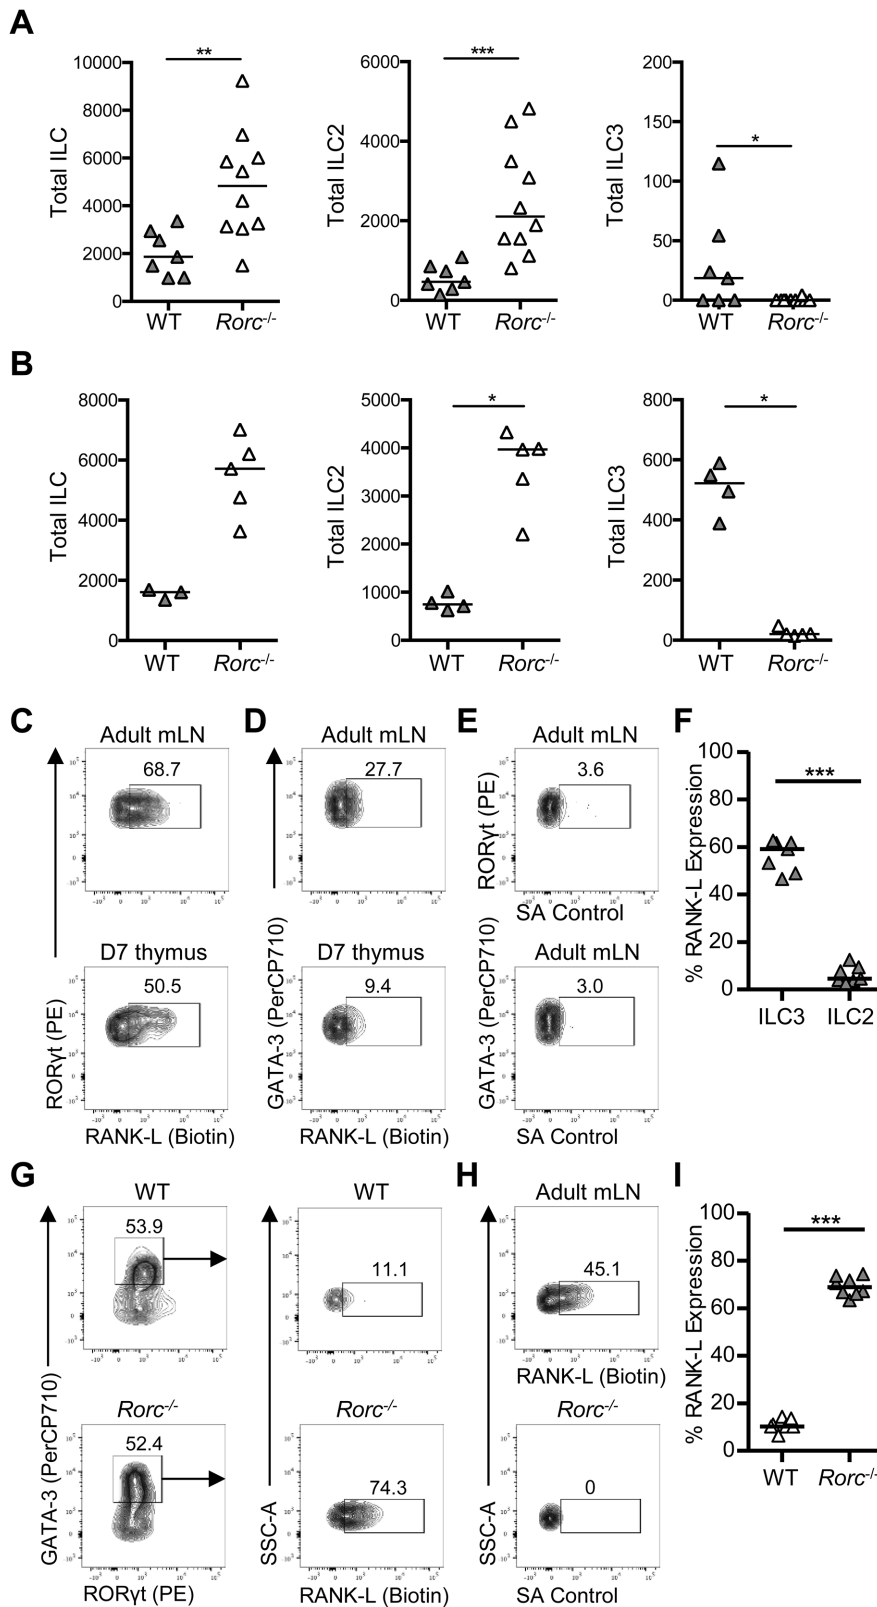 A
10000
8000
6000
4000
2000
0
Total ILC
**
WT
Rorc-/-
6000
4000
2000
0
Total ILC2
***
WT
Rorc-/-
200
150
100
50
0
Total ILC3
*
WT
Rorc-/-
B
8000
6000
4000
2000
0
Total ILC
WT
Rorc-/-
5000
4000
3000
2000
1000
0
Total ILC2
*
WT
Rorc-/-
800
600
400
200
0
Total ILC3
*
WT
Rorc-/-
C
Adult mLN
68.7
D7 thymus
50.5
RORγt (PE)
RANK-L (Biotin)
D
Adult mLN
27.7
D7 thymus
9.4
GATA-3 (PerCP710)
RANK-L (Biotin)
E
Adult mLN
3.6
RORγt (PE)
SA Control
Adult mLN
3.0
GATA-3 (PerCP710)
SA Control
F
100
80
60
40
20
0
% RANK-L Expression
***
ILC3
ILC2
G
WT
53.9
Rorc-/-
52.4
GATA-3 (PerCP710)
RORγt (PE)
WT
11.1
Rorc-/-
74.3
SSC-A
RANK-L (Biotin)
H
Adult mLN
45.1
RANK-L (Biotin)
Rorc-/-
0
SSC-A
SA Control
I
100
80
60
40
20
0
% RANK-L Expression
***
WT
Rorc-/-